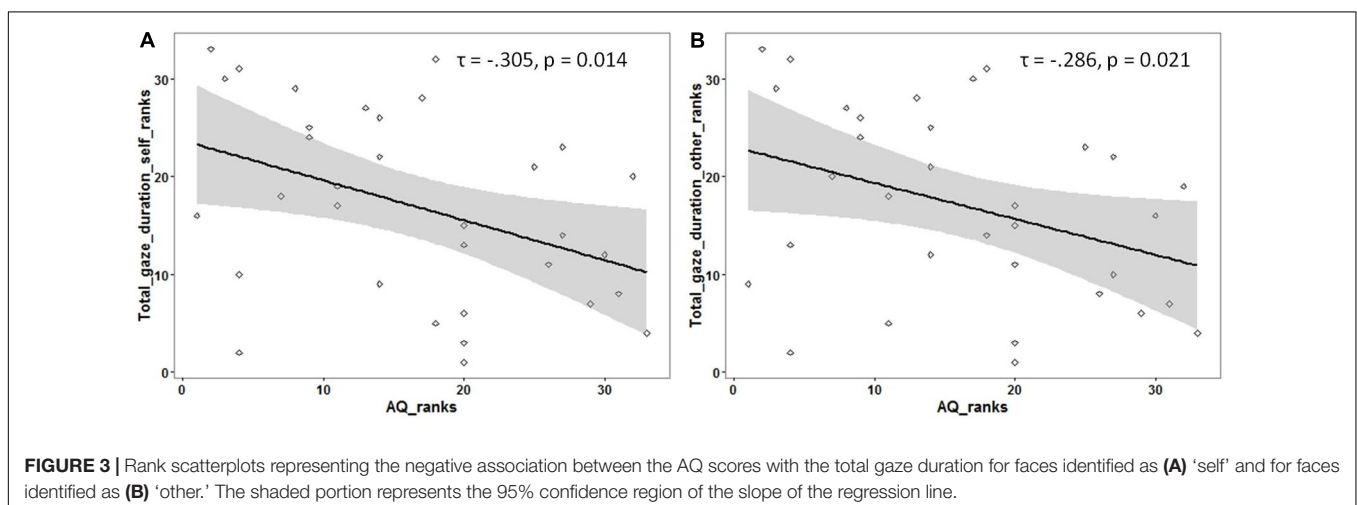 A
τ = -.305, p = 0.014
Total_gaze_duration_self_ranks
30
20
10
0
0 10 20 30
AQ_ranks
B
τ = -.286, p = 0.021
Total_gaze_duration_other_ranks
30
20
10
0
0 10 20 30
AQ_ranks
FIGURE 3 | Rank scatterplots representing the negative association between the AQ scores with the total gaze duration for faces identified as (A) ‘self’ and for faces
identified as (B) ‘other.’ The shaded portion represents the 95% confidence region of the slope of the regression line.